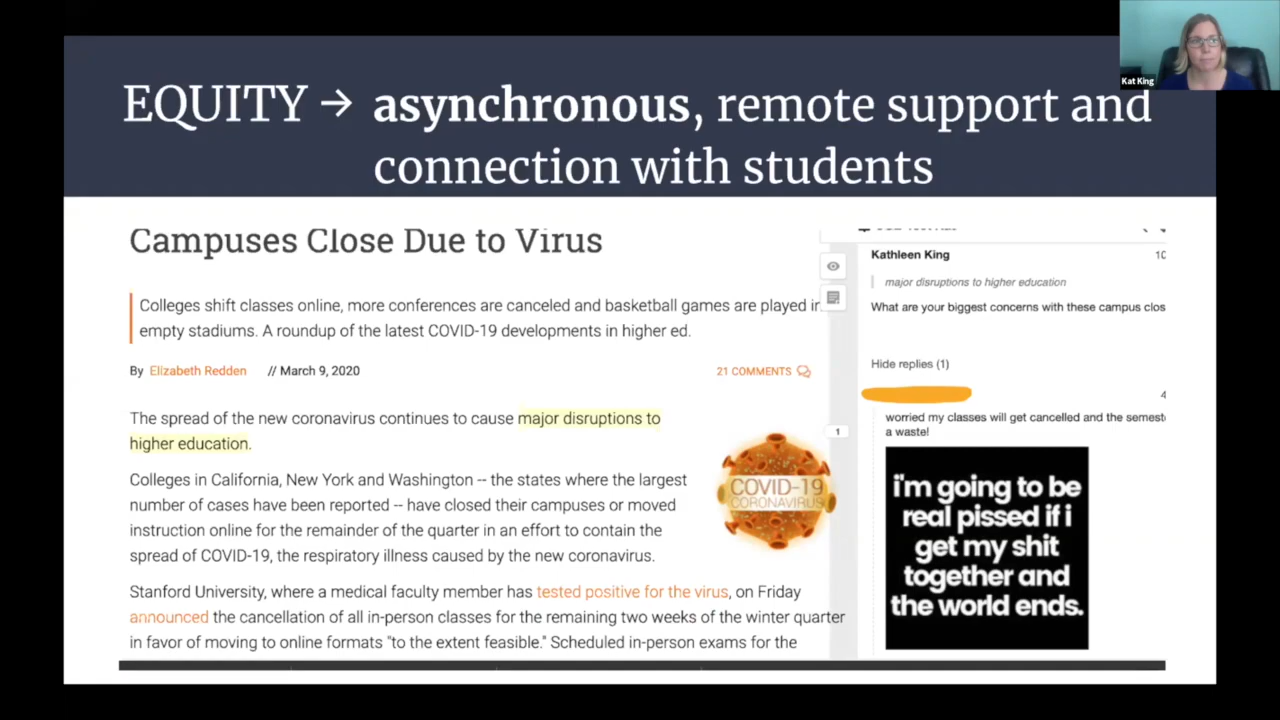 EQUITY → asynchronous, remote support and
connection with students
Kat King
Campuses Close Due to Virus
Colleges shift classes online, more conferences are canceled and basketball games are played in
empty stadiums. A roundup of the latest COVID-19 developments in higher ed.
By Elizabeth Redden // March 9, 2020
21 COMMENTS
The spread of the new coronavirus continues to cause major disruptions to
higher education.
Colleges in California, New York and Washington -- the states where the largest
number of cases have been reported -- have closed their campuses or moved
instruction online for the remainder of the quarter in an effort to contain the
spread of COVID-19, the respiratory illness caused by the new coronavirus.
COVID-19
CORONAVIRUS
Stanford University, where a medical faculty member has tested positive for the virus, on Friday
announced the cancellation of all in-person classes for the remaining two weeks of the winter quarter
in favor of moving to online formats "to the extent feasible." Scheduled in-person exams for the
1
Kathleen King 10
major disruptions to higher education
What are your biggest concerns with these campus clos
Hide replies (1)
4
worried my classes will get cancelled and the semest
a waste!
i'm going to be
real pissed if i
get my shit
together and
the world ends.